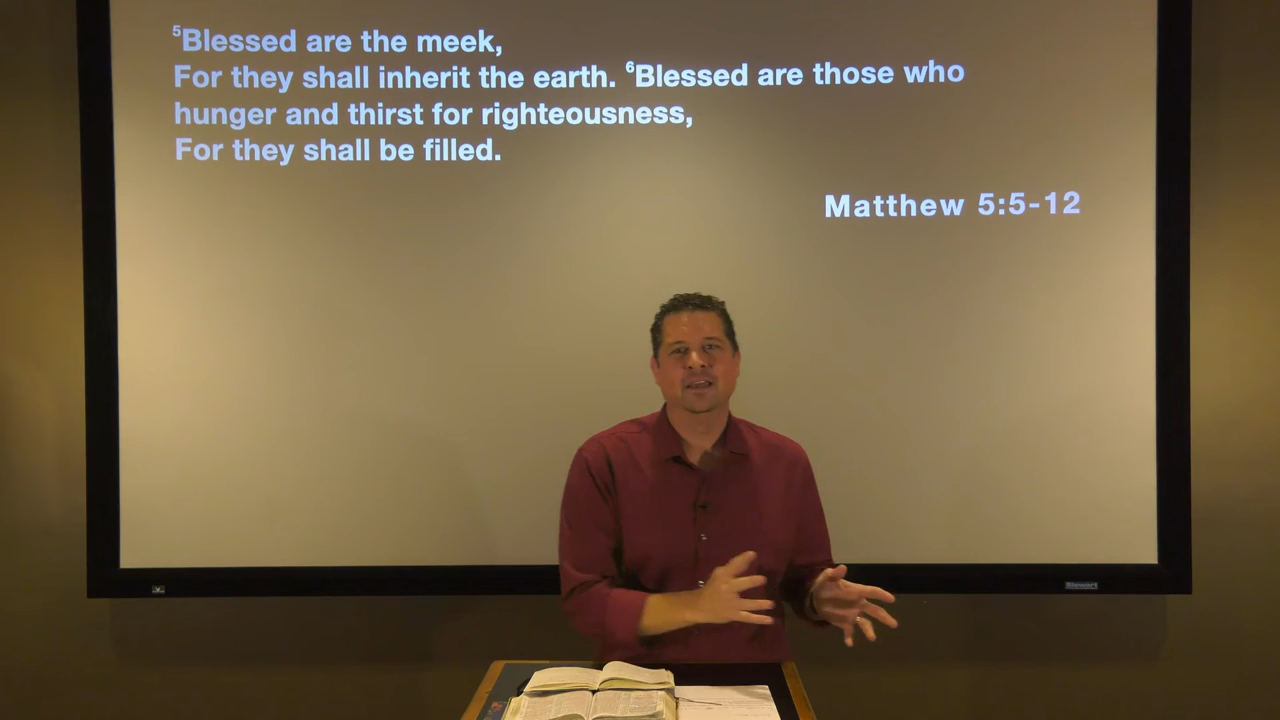 ⁵Blessed are the meek,
For they shall inherit the earth. ⁶Blessed are those who
hunger and thirst for righteousness,
For they shall be filled.
Matthew 5:5-12
Stewart